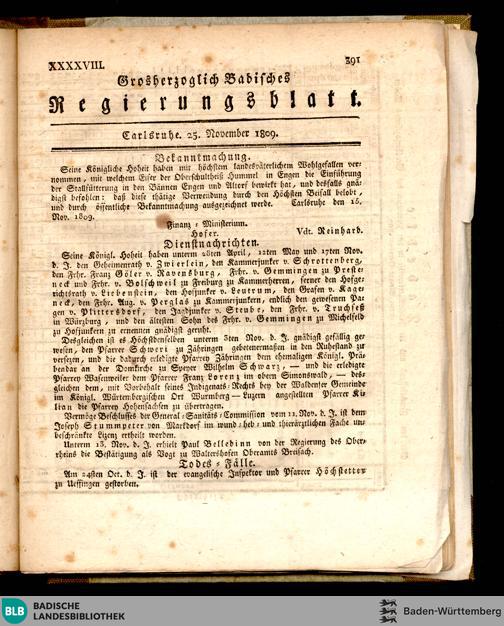 XXXXVIII. 391
Grosherzoglich Badisches
Regierungsblatt.
Carlsruhe. 25. November 1809.
Bekanntmachung.
Seine Königliche Hoheit haben mit höchstem landesväterlichem Wohlgefallen ver-
nommen, mit welchem Eifer der Oberschultheiß Hummel in Engen die Einführung
der Stallfütterung in den Bännen Engen und Altorf bewirkt hat, und desfalls gnä-
digst befohlen: daß diese thätige Verwendung durch Höchst dero Beifall belobt,
und durch öffentliche Bekanntmachung ausgezeichnet werde. Carlsruhe den 16.
Nov. 1809.
Finanz-Ministerium.
Hofer. Vdt. Reinhard.
Dienstnachrichten.
Seine Königl. Hoheit haben unterm 28ten April, 12ten May und 17ten Nov.
d. J. den Geheimenrath v. Zwierlein, den Kammerjunker v. Schrottenberg,
den Frhr. Franz Göler v. Ravensburg, Frhr. v. Gemmingen zu Preste-
neck und Frhr. v. Bollschweil zu Freiburg zu Kammerherren, ferner den Hofge-
richtsrath v. Liebenstein, den Hofjunker v. Leutrum, den Grafen v. Kage-
neck, den Frhr. Aug. v. Perglas zu Kammerjunkern, endlich den gewesenen Pa-
gen v. Plittersdorf, den Jagdjunker v. Steube, den Frhr. v. Truchseß
in Würzburg, und den ältesten Sohn des Frhr. v. Gemmingen zu Michelfeld
zu Hofjunkern zu ernennen gnädigst geruht.
Desgleichen ist es Höchstdenselben unterm 3ten Nov. d. J. gnädigst gefällig ge-
wesen, den Pfarrer Schweri zu Zähringen gebetenermaßen in den Ruhestand zu
versezen, und die dadurch erledigte Pfarrey Zähringen dem ehemaligen Königl. Prä-
bendar an der Domkirche zu Speyer Wilhelm Schwarz, — und die erledigte
Pfarrey Wasenweiler dem Pfarrer Franz Lorenz im obern Simonswald — des-
gleichen dem, mit Vorbehalt seines Indigenats-Rechts bey der Waldenser Gemeinde
im Königl. Würtembergischen Ort Wurmberg — Luzern angestellten Pfarrer Ki-
lian die Pfarrey Hohensachsen zu übertragen.
Vermöge Beschlusses der General-Sanitäts-Commission vom 11. Nov. d. J. ist dem
Joseph Stummpeter von Markdorf im wund-heb- und thierärztlichen Fache un-
beschränkte Lizenz ertheilt worden.
Unterm 13. Nov. d. J. erhielt Paul Bellebinn von der Regierung des Ober-
rheins die Bestätigung als Vogt zu Waltershofen Oberamts Breisach.
Todes-Fälle.
Am 24sten Oct. d. J. ist der evangelische Inspektor und Pfarrer Höchstetter
zu Ueffingen gestorben.
BLB BADISCHE
LANDESBIBLIOTHEK
Baden-Württemberg